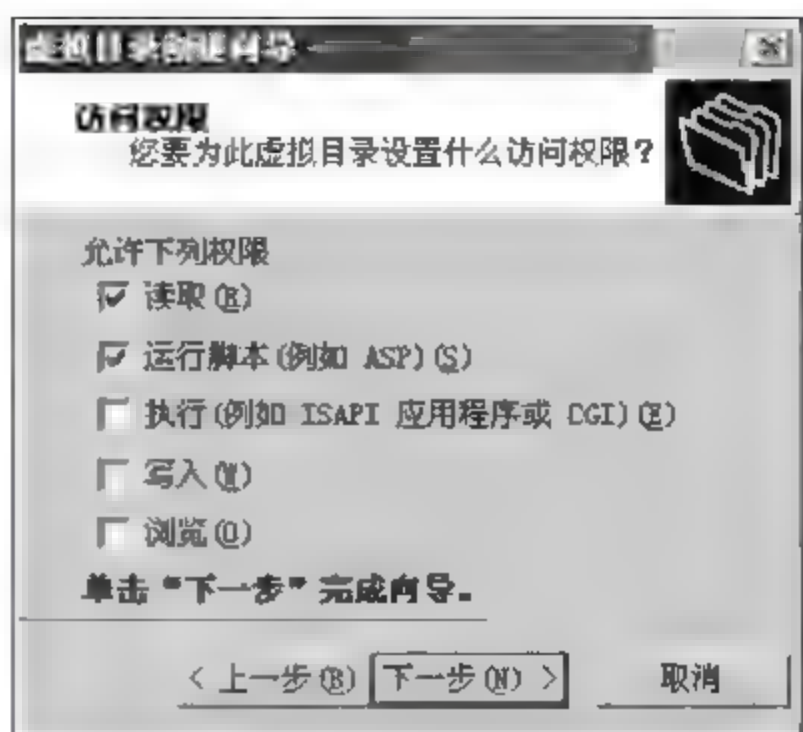 虚拟目录创建向导
访问权限
您要为此虚拟目录设置什么访问权限?
允许下列权限
读取(R)
运行脚本(例如 ASP)(S)
执行(例如 ISAPI 应用程序或 CGI)(E)
写入(W)
浏览(O)
单击“下一步”完成向导。
< 上一步(B) 下一步(N) > 取消